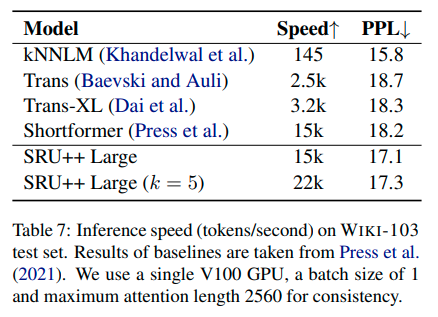 Model Speed↑ PPL↓
kNNLM (Khandelwal et al.) 145 15.8
Trans (Baevski and Auli) 2.5k 18.7
Trans-XL (Dai et al.) 3.2k 18.3
Shortformer (Press et al.) 15k 18.2
SRU++ Large 15k 17.1
SRU++ Large (k = 5) 22k 17.3
Table 7: Inference speed (tokens/second) on WIKI-103
test set. Results of baselines are taken from Press et al.
(2021). We use a single V100 GPU, a batch size of 1
and maximum attention length 2560 for consistency.